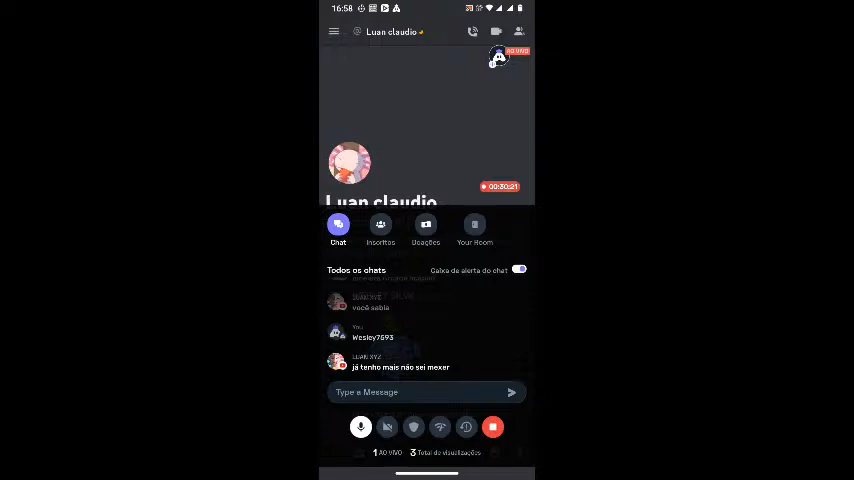 16:58
@ Luan claudio
AO VIVO
00:30:21
Luan claudio
Chat
Inscritos
Doações
Your Room
Todos os chats
Caixa de alerta do chat
LUAN XYZ
você sabia
You
Wesley7593
LUAN XYZ
já tenho mais não sei mexer
Type a Message
1 AO VIVO 3 Total de visualizações